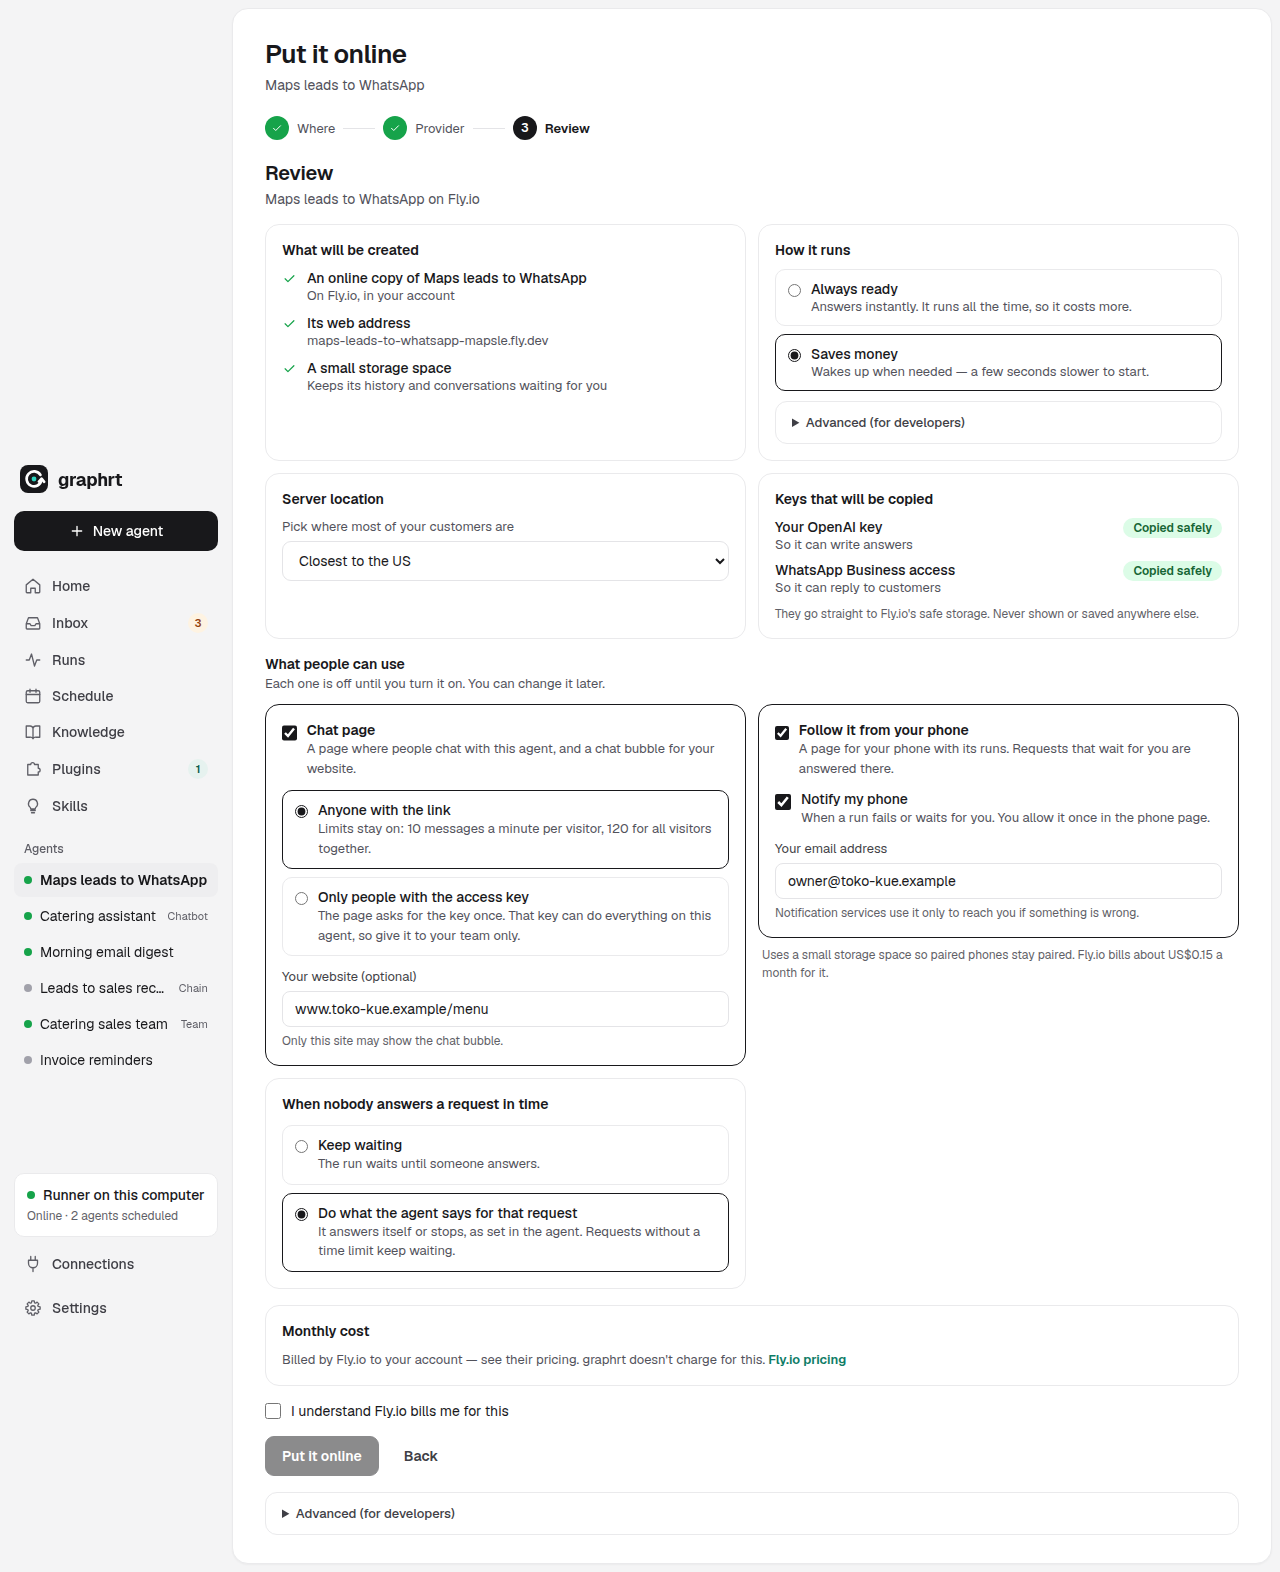 graphrt
New agent
Home
Inbox
3
Runs
Schedule
Knowledge
Plugins
1
Skills
Agents
Maps leads to WhatsApp
Catering assistant
Chatbot
Morning email digest
Leads to sales rec...
Chain
Catering sales team
Team
Invoice reminders
Runner on this computer
Online · 2 agents scheduled
Connections
Settings
Put it online
Maps leads to WhatsApp
Where
Provider
3
Review
Review
Maps leads to WhatsApp on Fly.io
What will be created
An online copy of Maps leads to WhatsApp
On Fly.io, in your account
Its web address
maps-leads-to-whatsapp-mapsle.fly.dev
A small storage space
Keeps its history and conversations waiting for you
How it runs
Always ready
Answers instantly. It runs all the time, so it costs more.
Saves money
Wakes up when needed — a few seconds slower to start.
Advanced (for developers)
Server location
Pick where most of your customers are
Closest to the US
Keys that will be copied
Your OpenAI key
Copied safely
So it can write answers
WhatsApp Business access
Copied safely
So it can reply to customers
They go straight to Fly.io's safe storage. Never shown or saved anywhere else.
What people can use
Each one is off until you turn it on. You can change it later.
Chat page
A page where people chat with this agent, and a chat bubble for your
website.
Anyone with the link
Limits stay on: 10 messages a minute per visitor, 120 for all visitors
together.
Only people with the access key
The page asks for the key once. That key can do everything on this
agent, so give it to your team only.
Your website (optional)
www.toko-kue.example/menu
Only this site may show the chat bubble.
Follow it from your phone
A page for your phone with its runs. Requests that wait for you are
answered there.
Notify my phone
When a run fails or waits for you. You allow it once in the phone page.
Your email address
owner@toko-kue.example
Notification services use it only to reach you if something is wrong.
Uses a small storage space so paired phones stay paired. Fly.io bills about US$0.15 a
month for it.
When nobody answers a request in time
Keep waiting
The run waits until someone answers.
Do what the agent says for that request
It answers itself or stops, as set in the agent. Requests without a
time limit keep waiting.
Monthly cost
Billed by Fly.io to your account — see their pricing. graphrt doesn't charge for this. Fly.io pricing
I understand Fly.io bills me for this
Put it online
Back
Advanced (for developers)